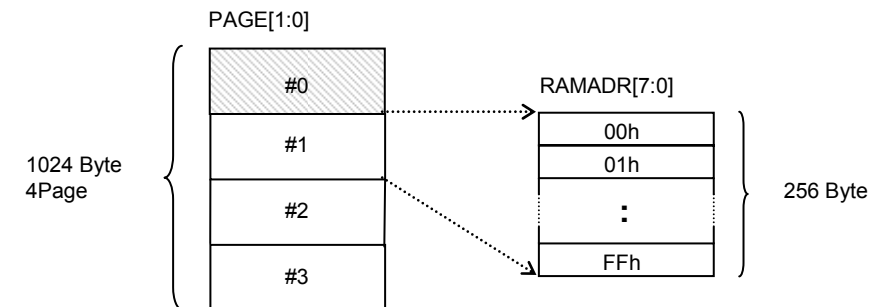 PAGE[1:0]
#0
#1
#2
#3
1024 Byte
4Page
RAMADR[7:0]
00h
01h
:
FFh
256 Byte